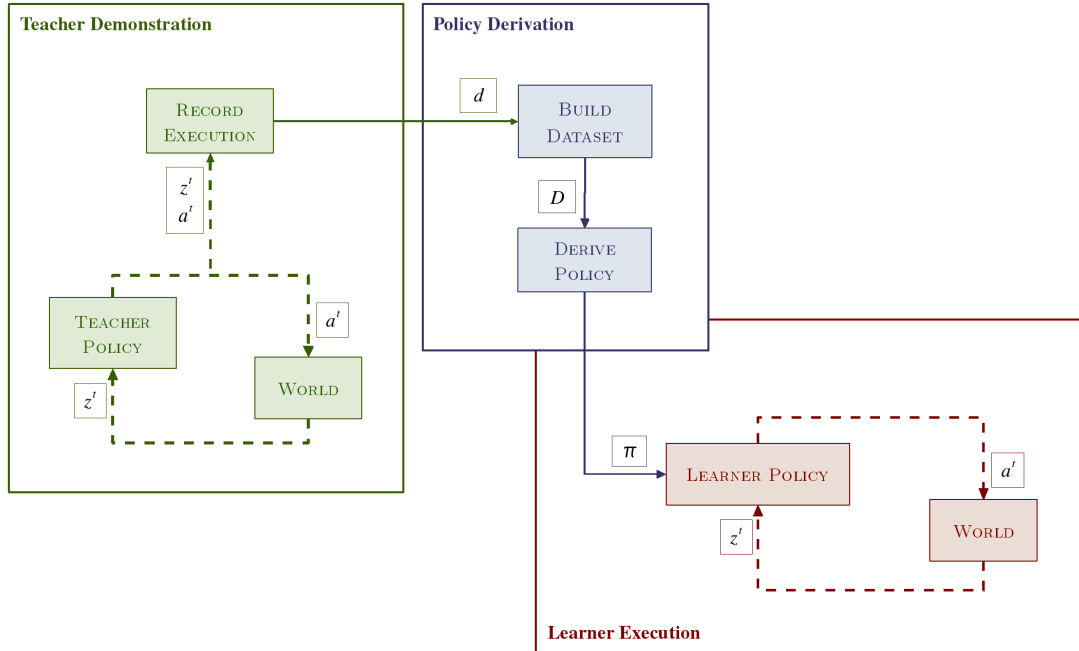 Teacher Demonstration
RECORD
EXECUTION
z^t
a^t
TEACHER
POLICY
a^t
WORLD
z^t
d
Policy Derivation
BUILD
DATASET
D
DERIVE
POLICY
π
LEARNER POLICY
a^t
WORLD
z^t
Learner Execution